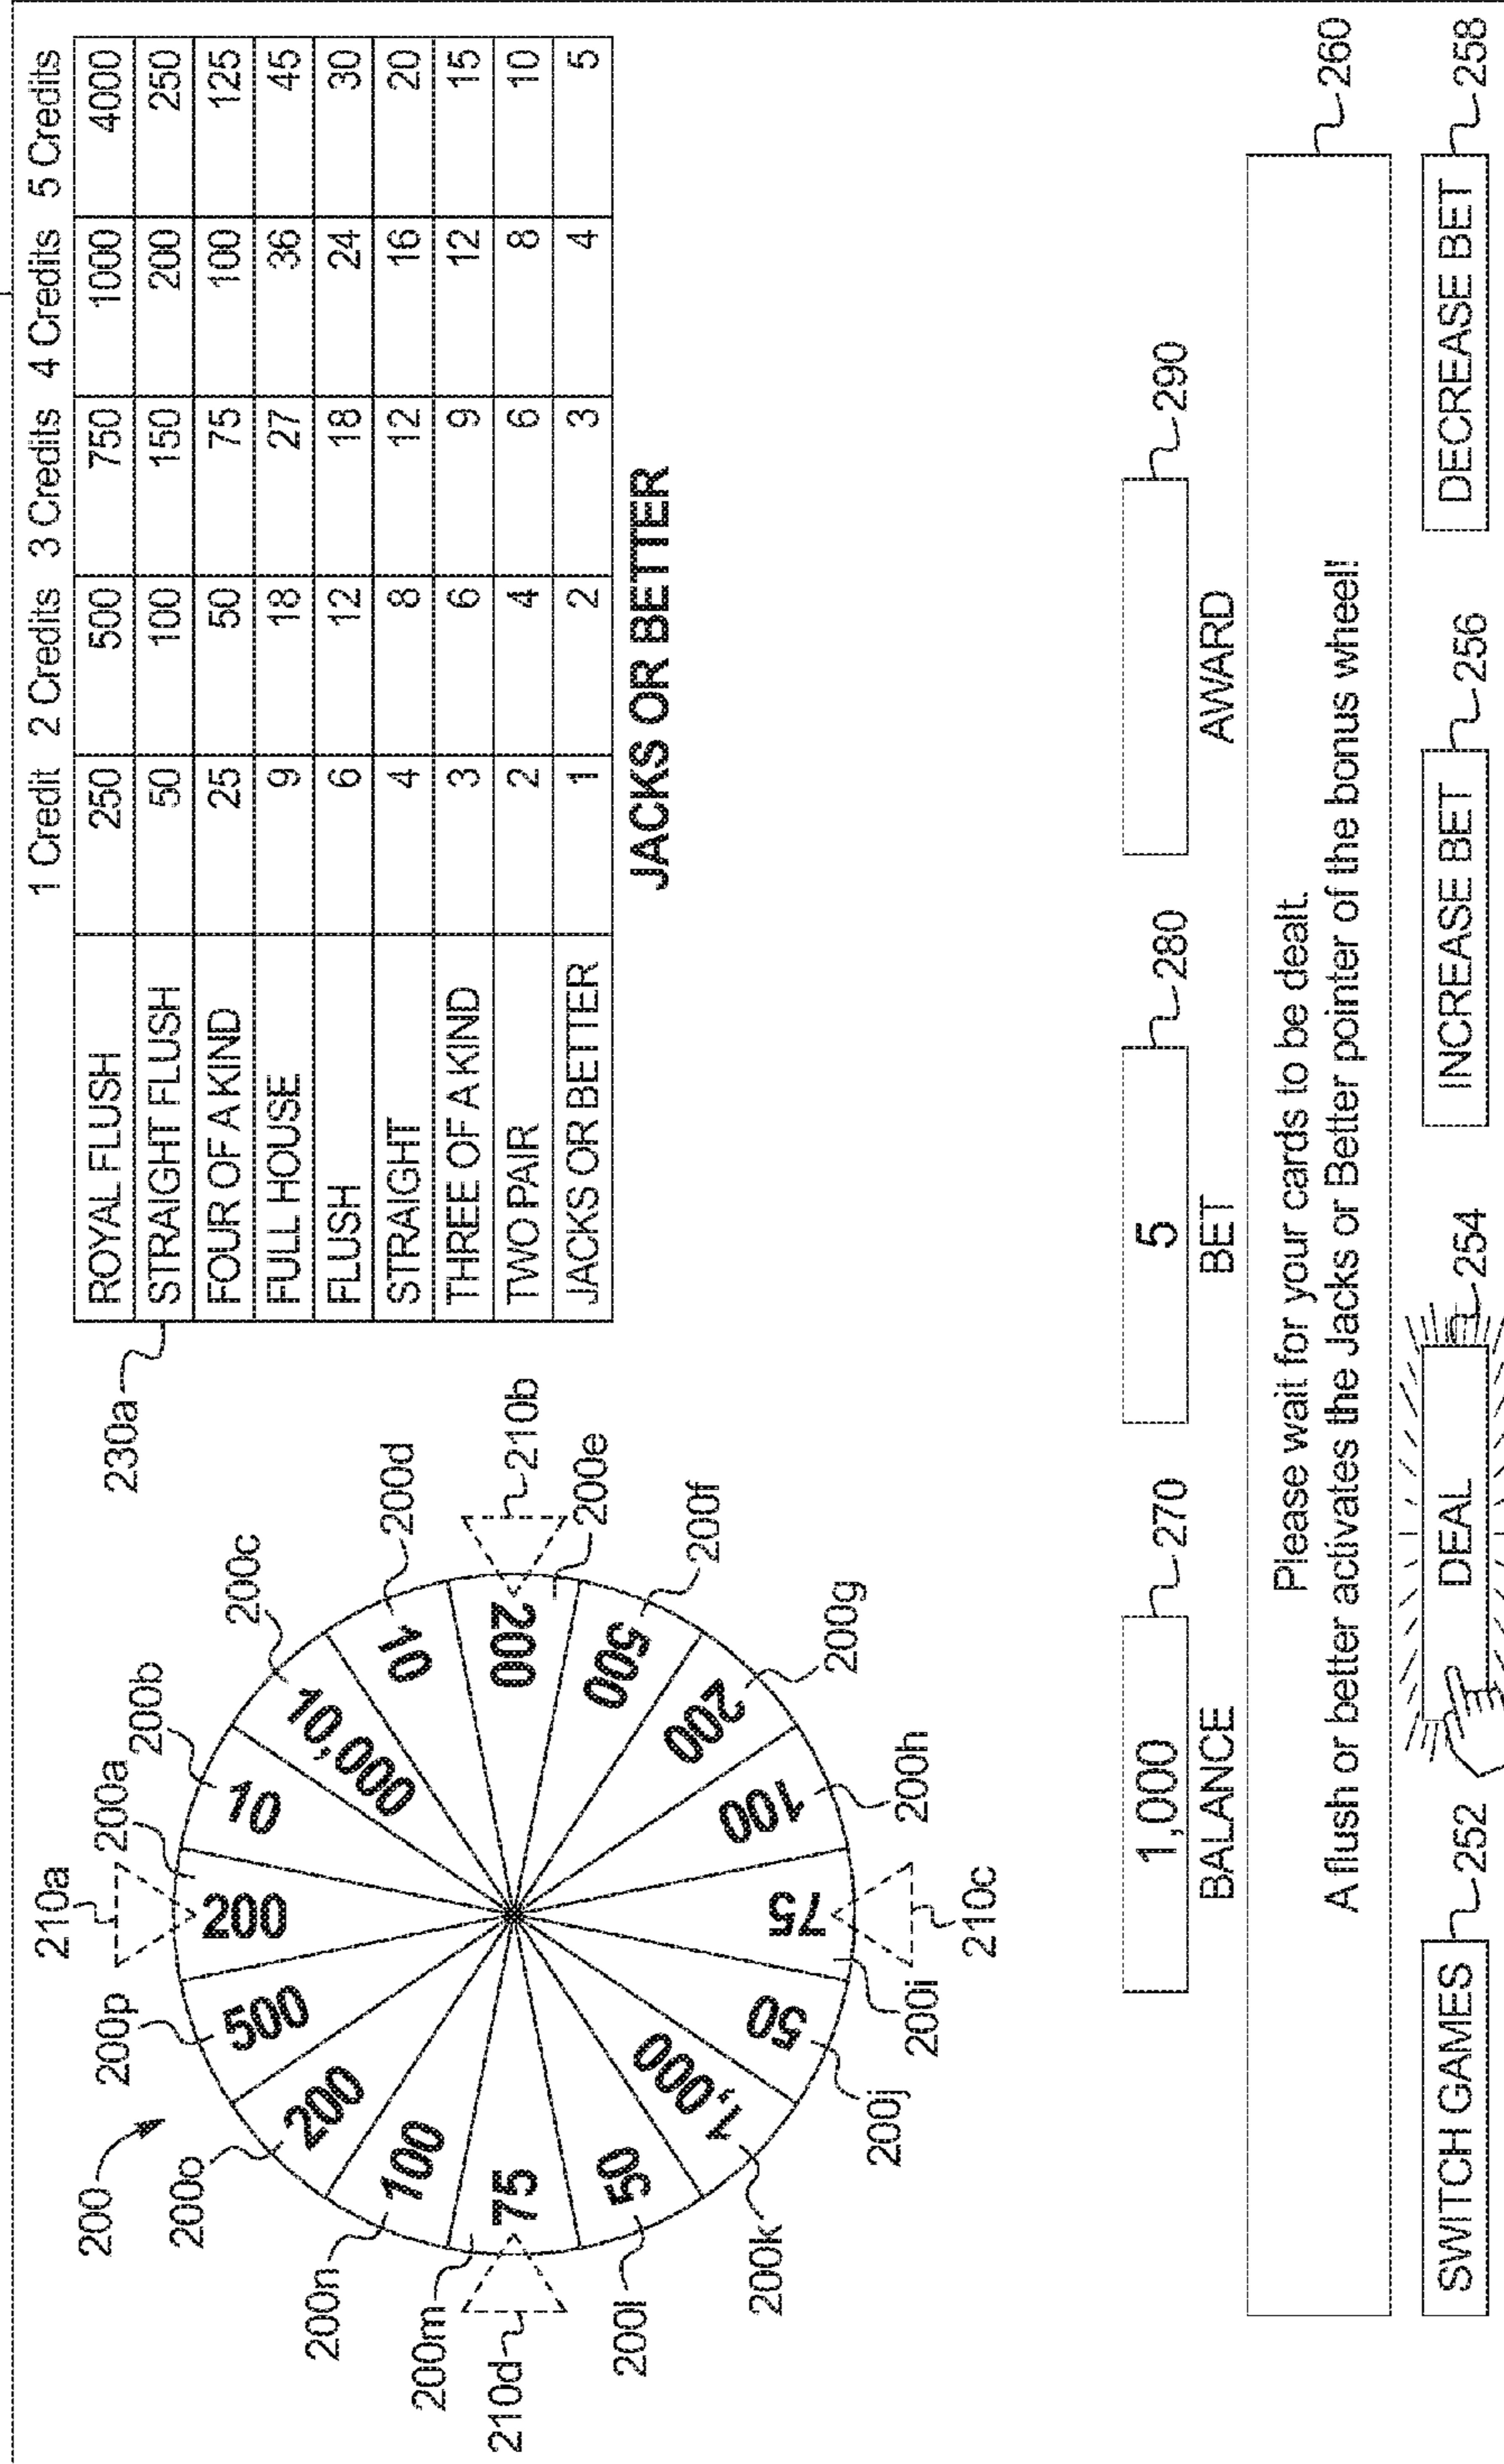 1 Credit 2 Credits 3 Credits 4 Credits 5 Credits
ROYAL FLUSH 250 500 750 1000 4000
STRAIGHT FLUSH 50 100 150 200 250
FOUR OF A KIND 25 50 75 100 125
FULL HOUSE 9 18 27 36 45
FLUSH 6 12 18 24 30
STRAIGHT 4 8 12 16 20
THREE OF A KIND 3 6 9 12 15
TWO PAIR 2 4 6 8 10
JACKS OR BETTER 1 2 3 4 5
JACKS OR BETTER
230a
200
210a
200a
200
200b
10
200c
10,000
200d
10
210b
200e
200
200f
500
200g
200
200h
100
210c
200i
75
200j
50
200k
1,000
200l
50
210d
200m
75
200n
100
200o
200
200p
500
1,000
270
BALANCE
5
280
BET
290
AWARD
Please wait for your cards to be dealt.
A flush or better activates the Jacks or Better pointer of the bonus wheel!
260
SWITCH GAMES
252
DEAL
254
INCREASE BET
256
DECREASE BET
258